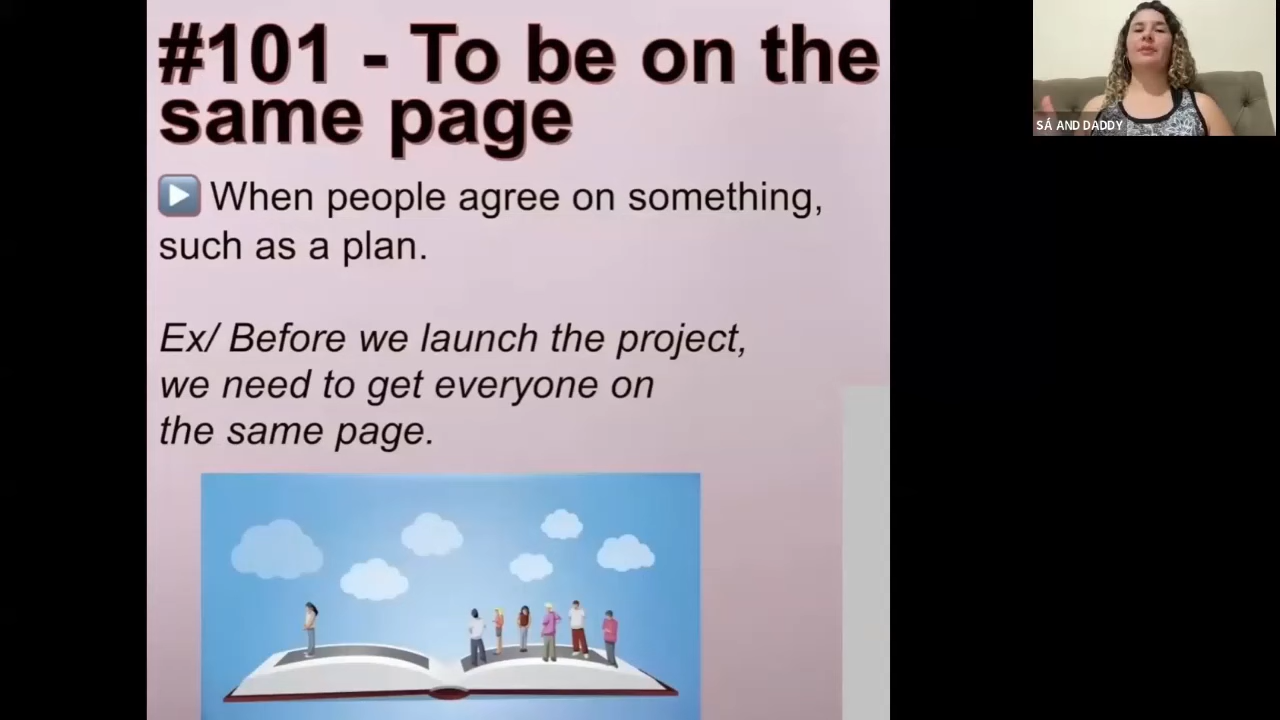 #101 - To be on the
same page
When people agree on something,
such as a plan.
Ex/ Before we launch the project,
we need to get everyone on
the same page.
SÁ AND DADDY